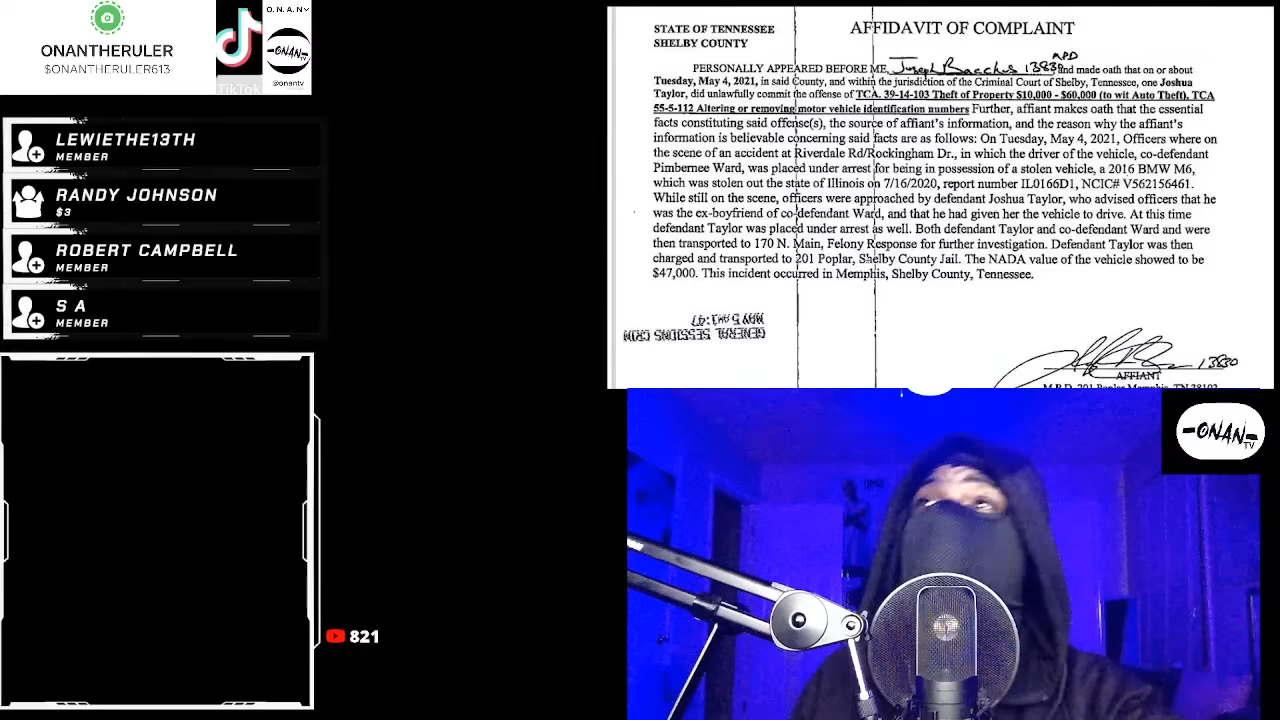 ONANTHERULER
$ONANTHERULER613
TikTok
O.N.A.N
-ONAN-
@onantv
LEWIETHE13TH
MEMBER
RANDY JOHNSON
$3
ROBERT CAMPBELL
MEMBER
S A
MEMBER
821
STATE OF TENNESSEE
SHELBY COUNTY
AFFIDAVIT OF COMPLAINT
MPD
PERSONALLY APPEARED BEFORE ME, Joseph Bacchus 13830, and made oath that on or about
Tuesday, May 4, 2021, in said County, and within the jurisdiction of the Criminal Court of Shelby, Tennessee, one Joshua
Taylor, did unlawfully commit the offense of TCA. 39-14-103 Theft of Property $10,000 - $60,000 (to wit Auto Theft), TCA
55-5-112 Altering or removing motor vehicle identification numbers Further, affiant makes oath that the essential
facts constituting said offense(s), the source of affiant's information, and the reason why the affiant's
information is believable concerning said facts are as follows: On Tuesday, May 4, 2021, Officers where on
the scene of an accident at Riverdale Rd/Rockingham Dr., in which the driver of the vehicle, co-defendant
Pimbernee Ward, was placed under arrest for being in possession of a stolen vehicle, a 2016 BMW M6,
which was stolen out the state of Illinois on 7/16/2020, report number IL0166D1, NCIC# V562156461.
While still on the scene, officers were approached by defendant Joshua Taylor, who advised officers that he
was the ex-boyfriend of co-defendant Ward, and that he had given her the vehicle to drive. At this time
defendant Taylor was placed under arrest as well. Both defendant Taylor and co-defendant Ward and were
then transported to 170 N. Main, Felony Response for further investigation. Defendant Taylor was then
charged and transported to 201 Poplar, Shelby County Jail. The NADA value of the vehicle showed to be
$47,000. This incident occurred in Memphis, Shelby County, Tennessee.
GENERAL SESSIONS CRIM
13830
AFFIANT
M.P.D. 201 Poplar Memphis, TN 38103
-ONAN-
TV